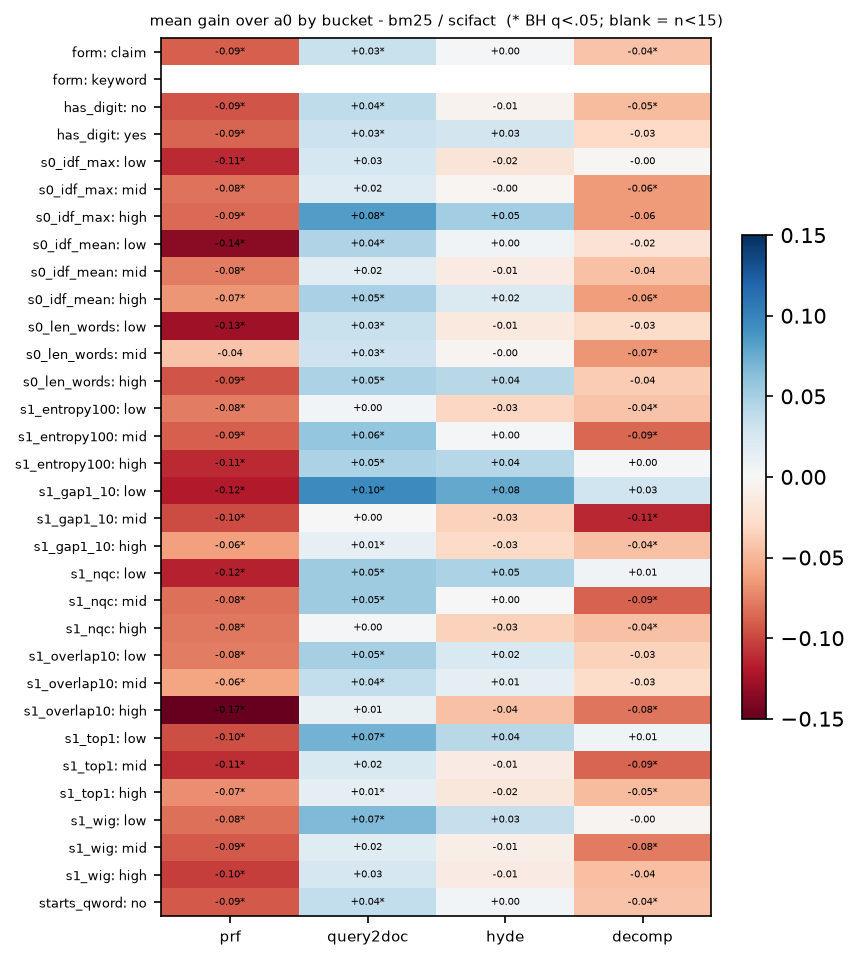 mean gain over a0 by bucket - bm25 / scifact (* BH q<.05; blank = n<15)
form: claim -0.09* +0.03* +0.00 -0.04*
form: keyword
has_digit: no -0.09* +0.04* -0.01 -0.05*
has_digit: yes -0.09* +0.03* +0.03 -0.03
s0_idf_max: low -0.11* +0.03 -0.02 -0.00
s0_idf_max: mid -0.08* +0.02 -0.00 -0.06*
s0_idf_max: high -0.09* +0.08* +0.05 -0.06
s0_idf_mean: low -0.14* +0.04* +0.00 -0.02
s0_idf_mean: mid -0.08* +0.02 -0.01 -0.04
s0_idf_mean: high -0.07* +0.05* +0.02 -0.06*
s0_len_words: low -0.13* +0.03* -0.01 -0.03
s0_len_words: mid -0.04 +0.03* -0.00 -0.07*
s0_len_words: high -0.09* +0.05* +0.04 -0.04
s1_entropy100: low -0.08* +0.00 -0.03 -0.04*
s1_entropy100: mid -0.09* +0.06* +0.00 -0.09*
s1_entropy100: high -0.11* +0.05* +0.04 +0.00
s1_gap1_10: low -0.12* +0.10* +0.08 +0.03
s1_gap1_10: mid -0.10* +0.00 -0.03 -0.11*
s1_gap1_10: high -0.06* +0.01* -0.03 -0.04*
s1_nqc: low -0.12* +0.05* +0.05 +0.01
s1_nqc: mid -0.08* +0.05* +0.00 -0.09*
s1_nqc: high -0.08* +0.00 -0.03 -0.04*
s1_overlap10: low -0.08* +0.05* +0.02 -0.03
s1_overlap10: mid -0.06* +0.04* +0.01 -0.03
s1_overlap10: high -0.17* +0.01 -0.04 -0.08*
s1_top1: low -0.10* +0.07* +0.04 +0.01
s1_top1: mid -0.11* +0.02 -0.01 -0.09*
s1_top1: high -0.07* +0.01* -0.02 -0.05*
s1_wig: low -0.08* +0.07* +0.03 -0.00
s1_wig: mid -0.09* +0.02 -0.01 -0.08*
s1_wig: high -0.10* +0.03 -0.01 -0.04
starts_qword: no -0.09* +0.04* +0.00 -0.04*
prf query2doc hyde decomp
0.15
0.10
0.05
0.00
−0.05
−0.10
−0.15